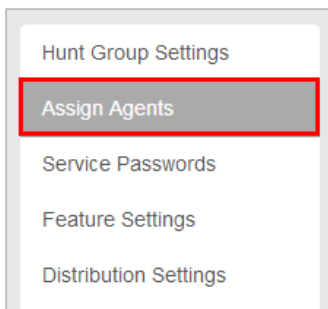 Hunt Group Settings
Assign Agents
Service Passwords
Feature Settings
Distribution Settings